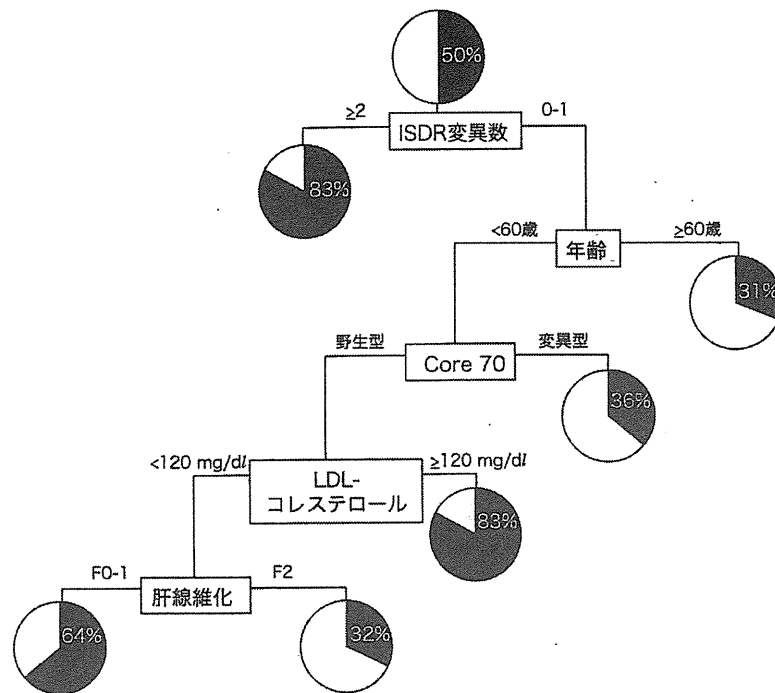 50%
≥2
ISDR変異数
0-1
83%
<60歳
年齢
≥60歳
31%
野生型
Core 70
変異型
36%
<120 mg/dl
LDL-
コレステロール
≥120 mg/dl
83%
F0-1
肝線維化
F2
64%
32%